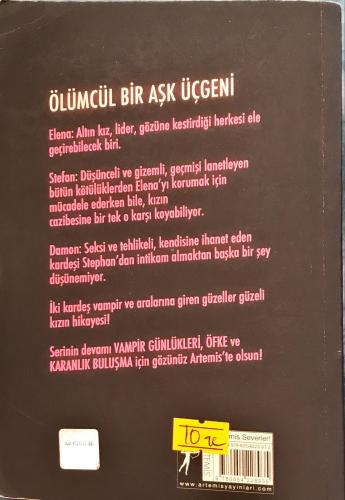 ÖLÜMCÜL BİR AŞK ÜÇGENİ
Elena: Altın kız, lider, gözüne kestirdiği herkesi ele
geçirebilecek biri.
Stefan: Düşünceli ve gizemli, geçmişi lanetleyen
bütün kötülüklerden Elena'yı korumak için
mücadele ederken bile, kızın
cazibesine bir tek o karşı koyabiliyor.
Damon: Seksi ve tehlikeli, kendisine ihanet eden
kardeşi Stephan'dan intikam almaktan başka bir şey
düşünemiyor.
İki kardeş vampir ve aralarına giren güzeller güzeli
kızın hikayesi!
Serinin devamı VAMPİR GÜNLÜKLERİ, ÖFKE ve
KARANLIK BULUŞMA için gözünüz Artemis'te olsun!
10 TL
mis Severler!
www.artemisyayinlari.com